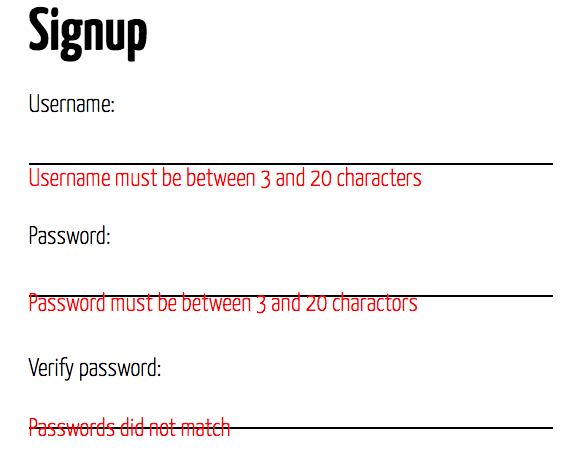 Signup
Username:
Username must be between 3 and 20 characters
Password:
Password must be between 3 and 20 charactors
Verify password:
Passwords did not match